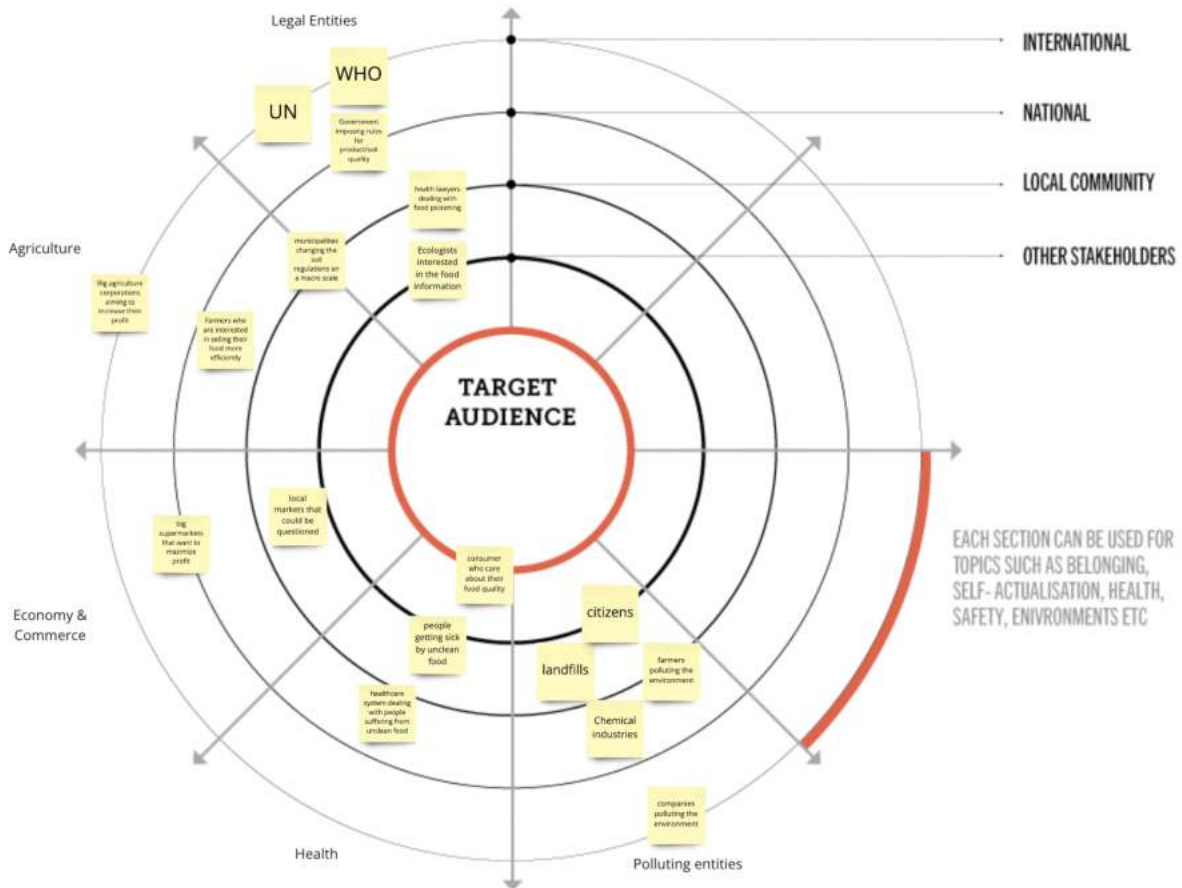 Legal Entities
INTERNATIONAL
WHO
UN
NATIONAL
Government
imposing rules
for
product/soil
quality
LOCAL COMMUNITY
health lawyers
dealing with
food poisoning
Agriculture
municipalities
changing the
soil
regulations on
a macro scale
Ecologists
interested
in the food
information
OTHER STAKEHOLDERS
Big agriculture
corporations
aiming to
increase their
profit
Farmers who
are interested
in selling their
food more
efficiently
TARGET
AUDIENCE
local
markets that
could be
questioned
big
supermarkets
that want to
maximize
profit
EACH SECTION CAN BE USED FOR
TOPICS SUCH AS BELONGING,
SELF- ACTUALISATION, HEALTH,
SAFETY, ENIVRONMENTS ETC
consumer
who care
about their
food quality
Economy &
Commerce
citizens
people
getting sick
by unclean
food
landfills
farmers
polluting the
environment
healthcare
system dealing
with people
suffering from
unclean food
Chemical
industries
companies
polluting the
environment
Health
Polluting entities